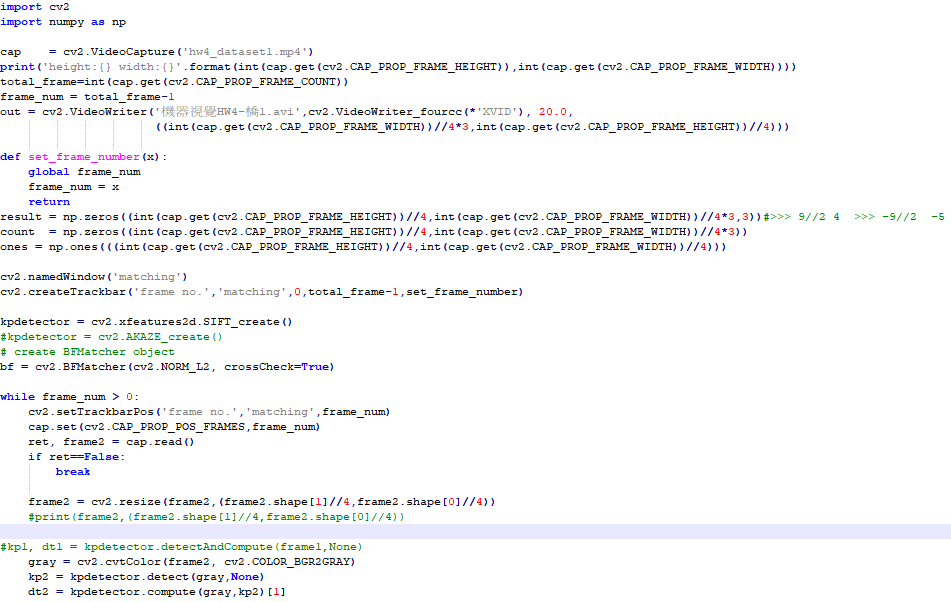 import cv2
import numpy as np
cap    = cv2.VideoCapture('hw4_dataset1.mp4')
print('height:{} width:{}'.format(int(cap.get(cv2.CAP_PROP_FRAME_HEIGHT)),int(cap.get(cv2.CAP_PROP_FRAME_WIDTH))))
total_frame=int(cap.get(cv2.CAP_PROP_FRAME_COUNT))
frame_num = total_frame-1
out = cv2.VideoWriter('機器視覺HW4-橋1.avi',cv2.VideoWriter_fourcc(*'XVID'), 20.0,
                      ((int(cap.get(cv2.CAP_PROP_FRAME_WIDTH))//4*3,int(cap.get(cv2.CAP_PROP_FRAME_HEIGHT))//4)))
def set_frame_number(x):
    global frame_num
    frame_num = x
    return
result = np.zeros((int(cap.get(cv2.CAP_PROP_FRAME_HEIGHT))//4,int(cap.get(cv2.CAP_PROP_FRAME_WIDTH))//4*3,3))#>>> 9//2 4  >>> -9//2  -5
count  = np.zeros((int(cap.get(cv2.CAP_PROP_FRAME_HEIGHT))//4,int(cap.get(cv2.CAP_PROP_FRAME_WIDTH))//4*3))
ones = np.ones(((int(cap.get(cv2.CAP_PROP_FRAME_HEIGHT))//4,int(cap.get(cv2.CAP_PROP_FRAME_WIDTH))//4)))
cv2.namedWindow('matching')
cv2.createTrackbar('frame no.','matching',0,total_frame-1,set_frame_number)
kpdetector = cv2.xfeatures2d.SIFT_create()
#kpdetector = cv2.AKAZE_create()
# create BFMatcher object
bf = cv2.BFMatcher(cv2.NORM_L2, crossCheck=True)
while frame_num > 0:
    cv2.setTrackbarPos('frame no.','matching',frame_num)
    cap.set(cv2.CAP_PROP_POS_FRAMES,frame_num)
    ret, frame2 = cap.read()
    if ret==False:
        break
    frame2 = cv2.resize(frame2,(frame2.shape[1]//4,frame2.shape[0]//4))
    #print(frame2,(frame2.shape[1]//4,frame2.shape[0]//4))
#kp1, dt1 = kpdetector.detectAndCompute(frame1,None)
    gray = cv2.cvtColor(frame2, cv2.COLOR_BGR2GRAY)
    kp2 = kpdetector.detect(gray,None)
    dt2 = kpdetector.compute(gray,kp2)[1]